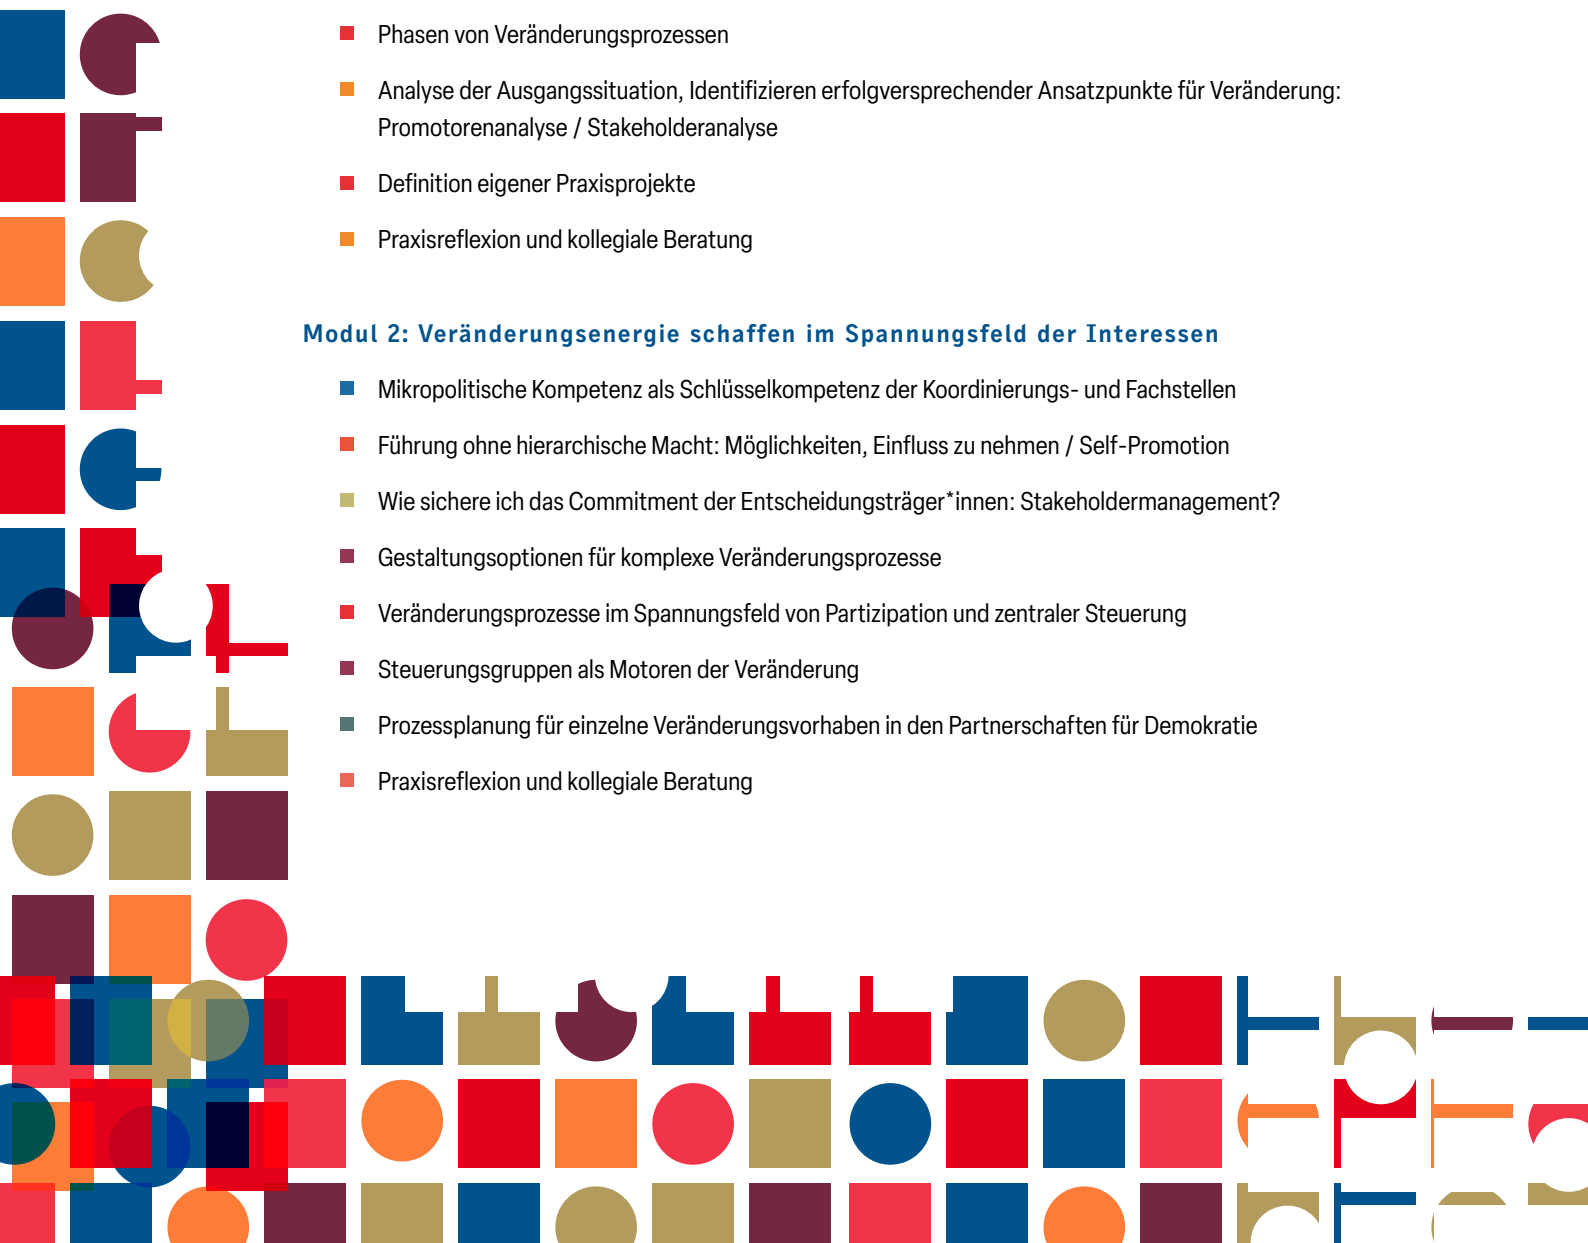 Phasen von Veränderungsprozessen
Analyse der Ausgangssituation, Identifizieren erfolgversprechender Ansatzpunkte für Veränderung:
Promotorenanalyse / Stakeholderanalyse
Definition eigener Praxisprojekte
Praxisreflexion und kollegiale Beratung
Modul 2: Veränderungsenergie schaffen im Spannungsfeld der Interessen
Mikropolitische Kompetenz als Schlüsselkompetenz der Koordinierungs- und Fachstellen
Führung ohne hierarchische Macht: Möglichkeiten, Einfluss zu nehmen / Self-Promotion
Wie sichere ich das Commitment der Entscheidungsträger*innen: Stakeholdermanagement?
Gestaltungsoptionen für komplexe Veränderungsprozesse
Veränderungsprozesse im Spannungsfeld von Partizipation und zentraler Steuerung
Steuerungsgruppen als Motoren der Veränderung
Prozessplanung für einzelne Veränderungsvorhaben in den Partnerschaften für Demokratie
Praxisreflexion und kollegiale Beratung